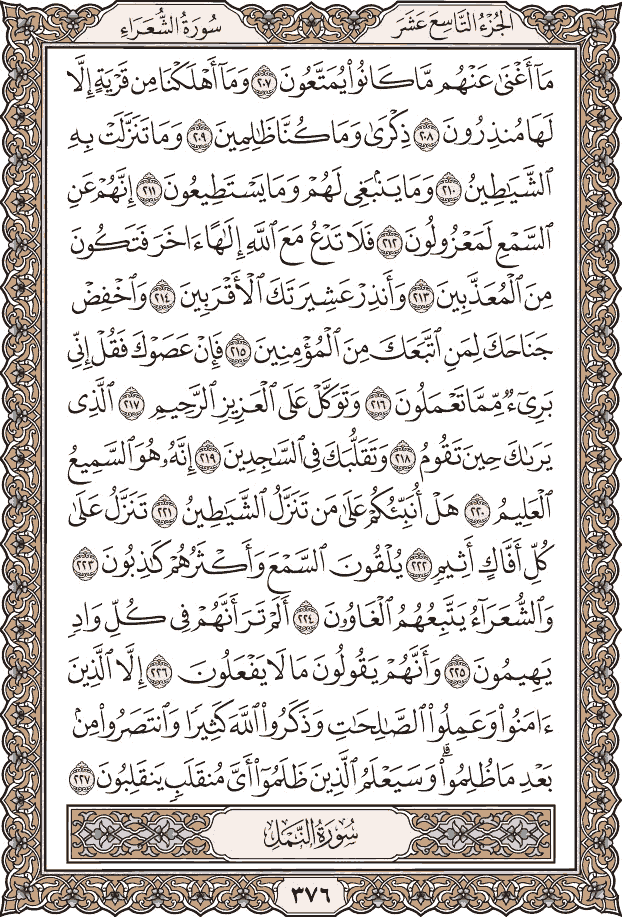 الجُزْءُ التَّاسِعَ عَشَرَ
سُورَةُ الشُّعَرَاءِ
مَآ أَغْنَىٰ عَنْهُم مَّا كَانُوا۟ يُمَتَّعُونَ ٢٠٧ وَمَآ أَهْلَكْنَا مِن قَرْيَةٍ إِلَّا
لَهَا مُنذِرُونَ ٢٠٨ ذِكْرَىٰ وَمَا كُنَّا ظَـٰلِمِينَ ٢٠٩ وَمَا تَنَزَّلَتْ بِهِ
ٱلشَّيَـٰطِينُ ٢١٠ وَمَا يَنۢبَغِى لَهُمْ وَمَا يَسْتَطِيعُونَ ٢١١ إِنَّهُمْ عَنِ
ٱلسَّمْعِ لَمَعْزُولُونَ ٢١٢ فَلَا تَدْعُ مَعَ ٱللَّهِ إِلَـٰهًا ءَاخَرَ فَتَكُونَ
مِنَ ٱلْمُعَذَّبِينَ ٢١٣ وَأَنذِرْ عَشِيرَتَكَ ٱلْأَقْرَبِينَ ٢١٤ وَٱخْفِضْ
جَنَاحَكَ لِمَنِ ٱتَّبَعَكَ مِنَ ٱلْمُؤْمِنِينَ ٢١٥ فَإِنْ عَصَوْكَ فَقُلْ إِنِّى
بَرِىٓءٌ مِّمَّا تَعْمَلُونَ ٢١٦ وَتَوَكَّلْ عَلَى ٱلْعَزِيزِ ٱلرَّحِيمِ ٢١٧ ٱلَّذِى
يَرَىٰكَ حِينَ تَقُومُ ٢١٨ وَتَقَلُّبَكَ فِى ٱلسَّـٰجِدِينَ ٢١٩ إِنَّهُۥ هُوَ ٱلسَّمِيعُ
ٱلْعَلِيمُ ٢٢٠ هَلْ أُنَبِّئُكُمْ عَلَىٰ مَن تَنَزَّلُ ٱلشَّيَـٰطِينُ ٢٢١ تَنَزَّلُ عَلَىٰ
كُلِّ أَفَّاكٍ أَثِيمٍ ٢٢٢ يُلْقُونَ ٱلسَّمْعَ وَأَكْثَرُهُمْ كَـٰذِبُونَ ٢٢٣
وَٱلشُّعَرَآءُ يَتَّبِعُهُمُ ٱلْغَاوُۥنَ ٢٢٤ أَلَمْ تَرَ أَنَّهُمْ فِى كُلِّ وَادٍ
يَهِيمُونَ ٢٢٥ وَأَنَّهُمْ يَقُولُونَ مَا لَا يَفْعَلُونَ ٢٢٦ إِلَّا ٱلَّذِينَ
ءَامَنُوا۟ وَعَمِلُوا۟ ٱلصَّـٰلِحَـٰتِ وَذَكَرُوا۟ ٱللَّهَ كَثِيرًا وَٱنتَصَرُوا۟ مِنۢ
بَعْدِ مَا ظُلِمُوا۟ ۗ وَسَيَعْلَمُ ٱلَّذِينَ ظَلَمُوٓا۟ أَىَّ مُنقَلَبٍ يَنقَلِبُونَ ٢٢٧
سُورَةُ النَّمْلِ
٣٧٦